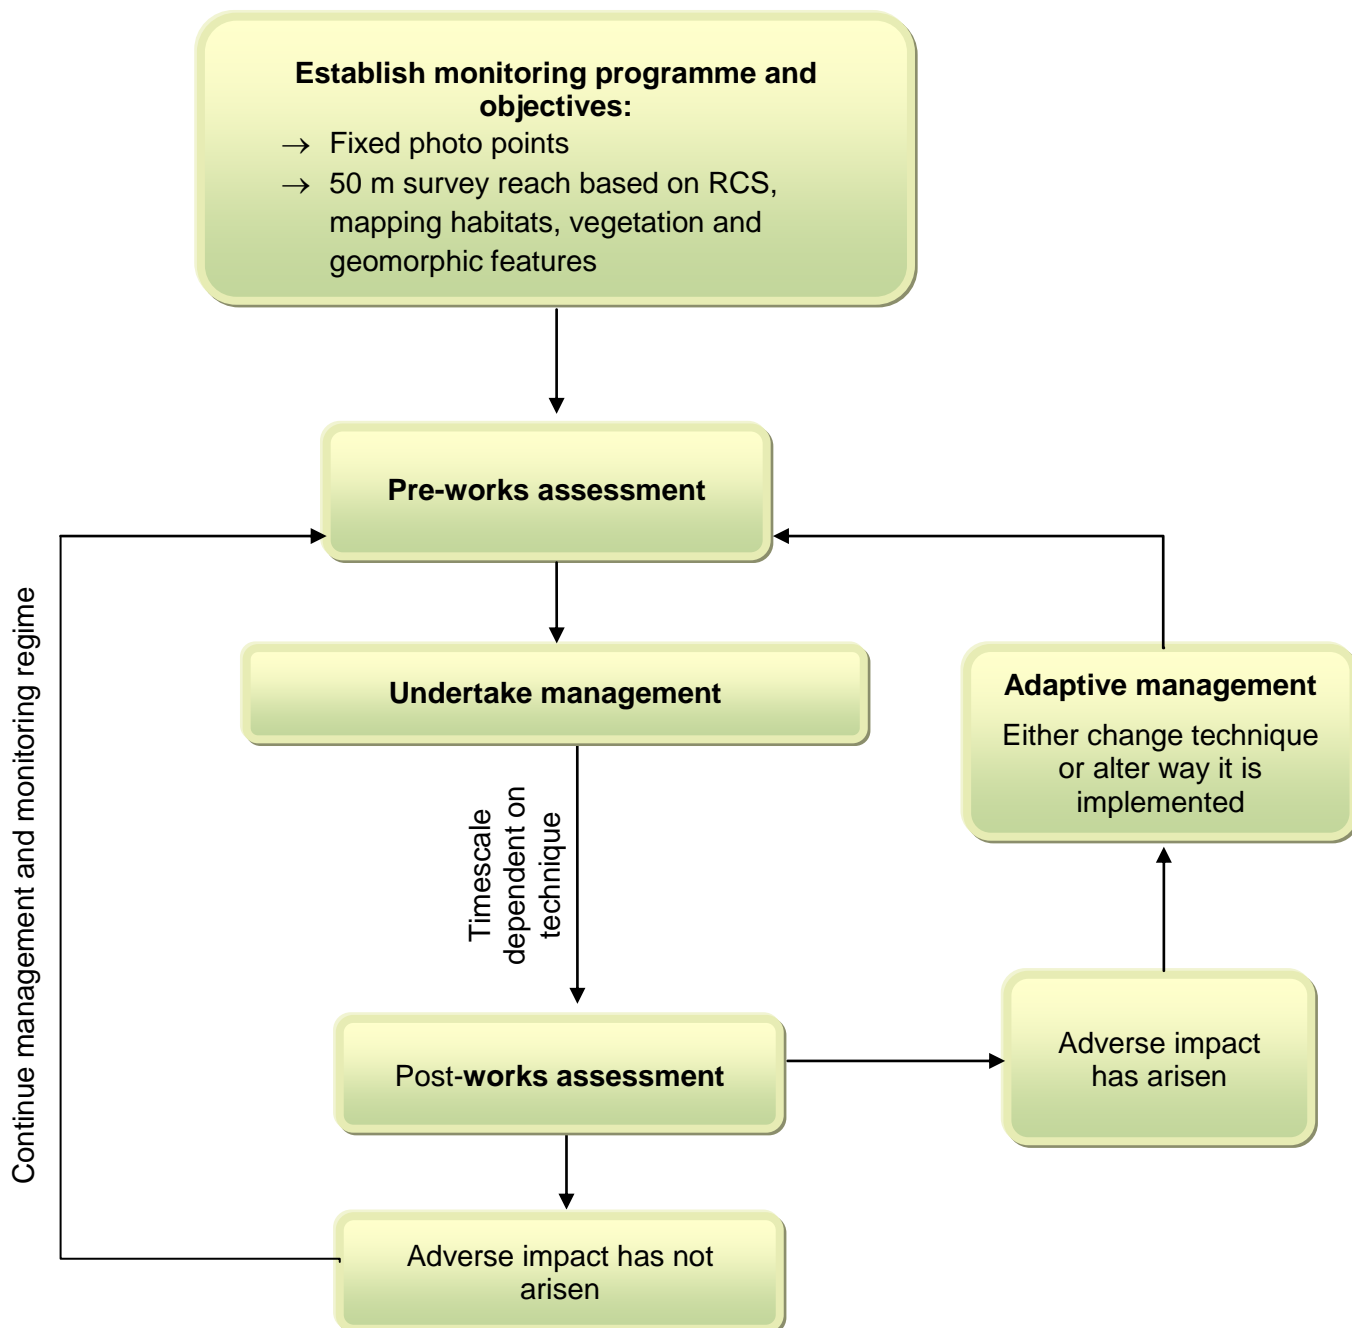 Establish monitoring programme and
objectives:
→ Fixed photo points
→ 50 m survey reach based on RCS,
mapping habitats, vegetation and
geomorphic features
Pre-works assessment
Continue management and monitoring regime
Undertake management
Adaptive management
Either change technique
or alter way it is
implemented
Timescale
dependent on
technique
Post-works assessment
Adverse impact
has arisen
Adverse impact has not
arisen